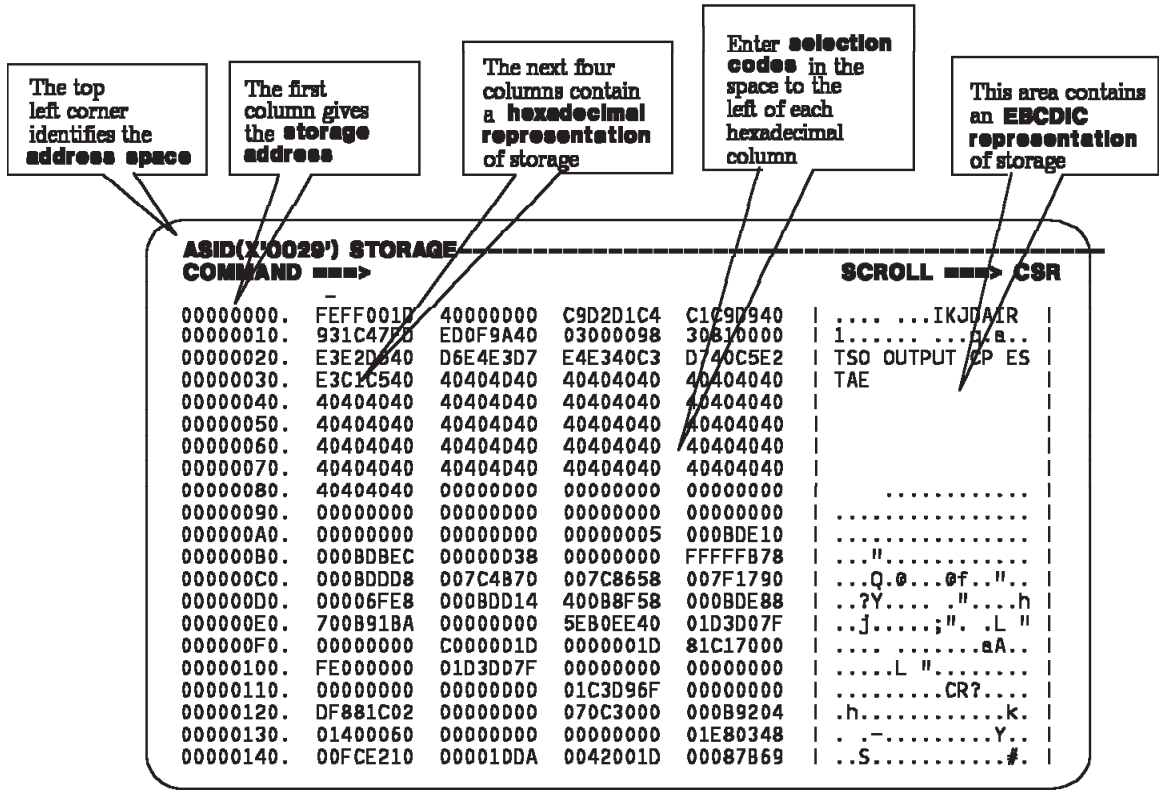 The top
left corner
identifies the
address space
The first
column gives
the storage
address
The next four
columns contain
a hexadecimal
representation
of storage
Enter selection
codes in the
space to the
left of each
hexadecimal
column
This area contains
an EBCDIC
representation
of storage
ASID(X'0029') STORAGE--------------------------------------------
COMMAND ===> SCROLL ===> CSR
00000000. FEFF001D 40000000 C9D2D1C4 C1C9D940 | .... ...IKJDAIR |
00000010. 931C47FD ED0F9A40 03000098 30810000 | l...... ...q a.. |
00000020. E3E2D640 D6E4E3D7 E4E340C3 D740C5E2 | TSO OUTPUT CP ES |
00000030. E3C1C540 40404040 40404040 40404040 | TAE |
00000040. 40404040 40404040 40404040 40404040 | |
00000050. 40404040 40404040 40404040 40404040 | |
00000060. 40404040 40404040 40404040 40404040 | |
00000070. 40404040 40404040 40404040 40404040 | |
00000080. 40404040 00000000 00000000 00000000 | ............ |
00000090. 00000000 00000000 00000000 00000000 | ................ |
000000A0. 00000000 00000000 00000005 000BDE10 | ................ |
000000B0. 000BDBEC 00000038 00000000 FFFFFB78 | ...".............. |
000000C0. 000BDDD8 007C4B70 007C8658 007F1790 | ...Q.@...@f..".. |
000000D0. 00006FE8 000BDD14 400B8F58 000BDE88 | ..?Y.... ."....h |
000000E0. 700B91BA 00000000 5EB0EE40 01D3D07F | ..j.....;". .L " |
000000F0. 00000000 C000001D 0000001D 81C17000 | .... ........aA.. |
00000100. FE000000 01D3DD7F 00000000 00000000 | .....L "......... |
00000110. 00000000 00000000 01C3D96F 00000000 | .........CR?.... |
00000120. DF881C02 00000000 070C3000 000B9204 | .h............k. |
00000130. 01400060 00000000 00000000 01E80348 | . .-.........Y.. |
00000140. 00FCE210 00001DDA 0042001D 00087B69 | ..S...........#. |